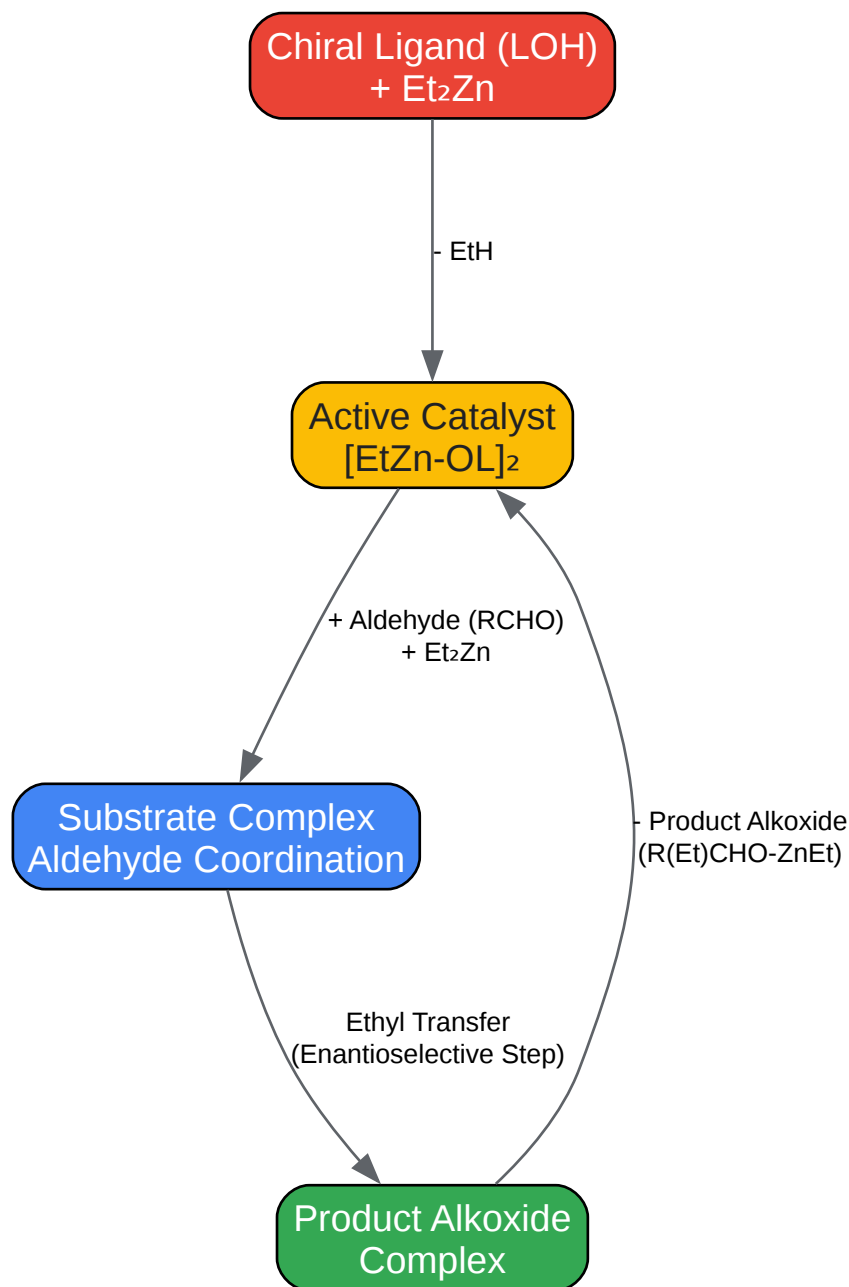 Chiral Ligand (LOH)
+ Et₂Zn
- EtH
Active Catalyst
[EtZn-OL]₂
+ Aldehyde (RCHO)
+ Et₂Zn
Substrate Complex
Aldehyde Coordination
- Product Alkoxide
(R(Et)CHO-ZnEt)
Ethyl Transfer
(Enantioselective Step)
Product Alkoxide
Complex